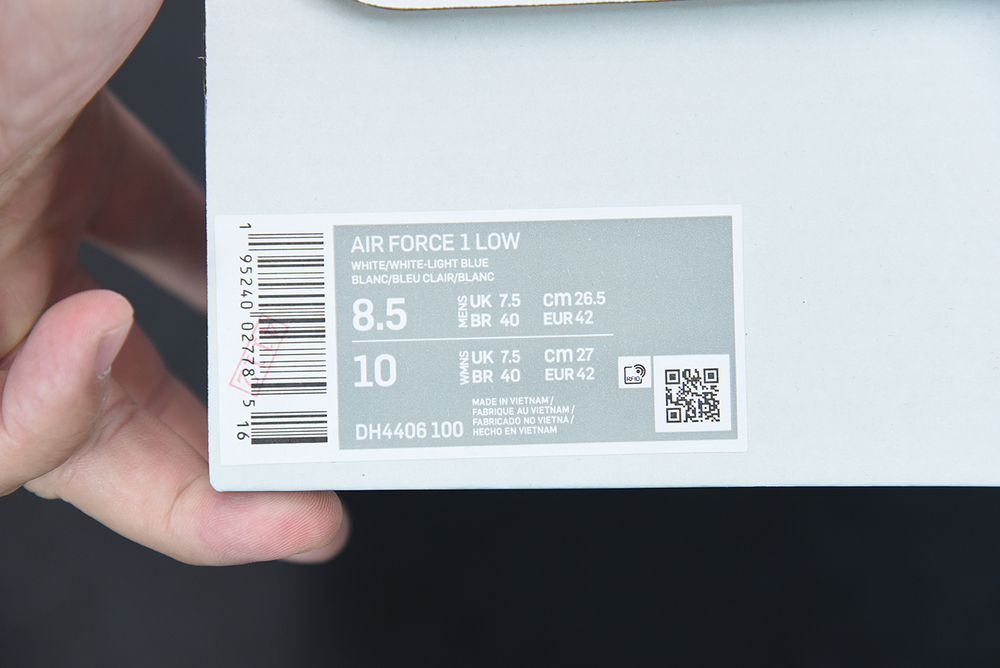 AIR FORCE 1 LOW
WHITE/WHITE-LIGHT BLUE
BLANC/BLEU CLAIR/BLANC
8.5 MENS UK 7.5 cm 26.5
BR 40 EUR 42
10 WMNS UK 7.5 cm 27
BR 40 EUR 42
RFID
MADE IN VIETNAM /
FABRIQUE AU VIETNAM /
FABRICADO NO VIETNA /
DH4406 100 HECHO EN VIETNAM
1 95240 02778 5 16